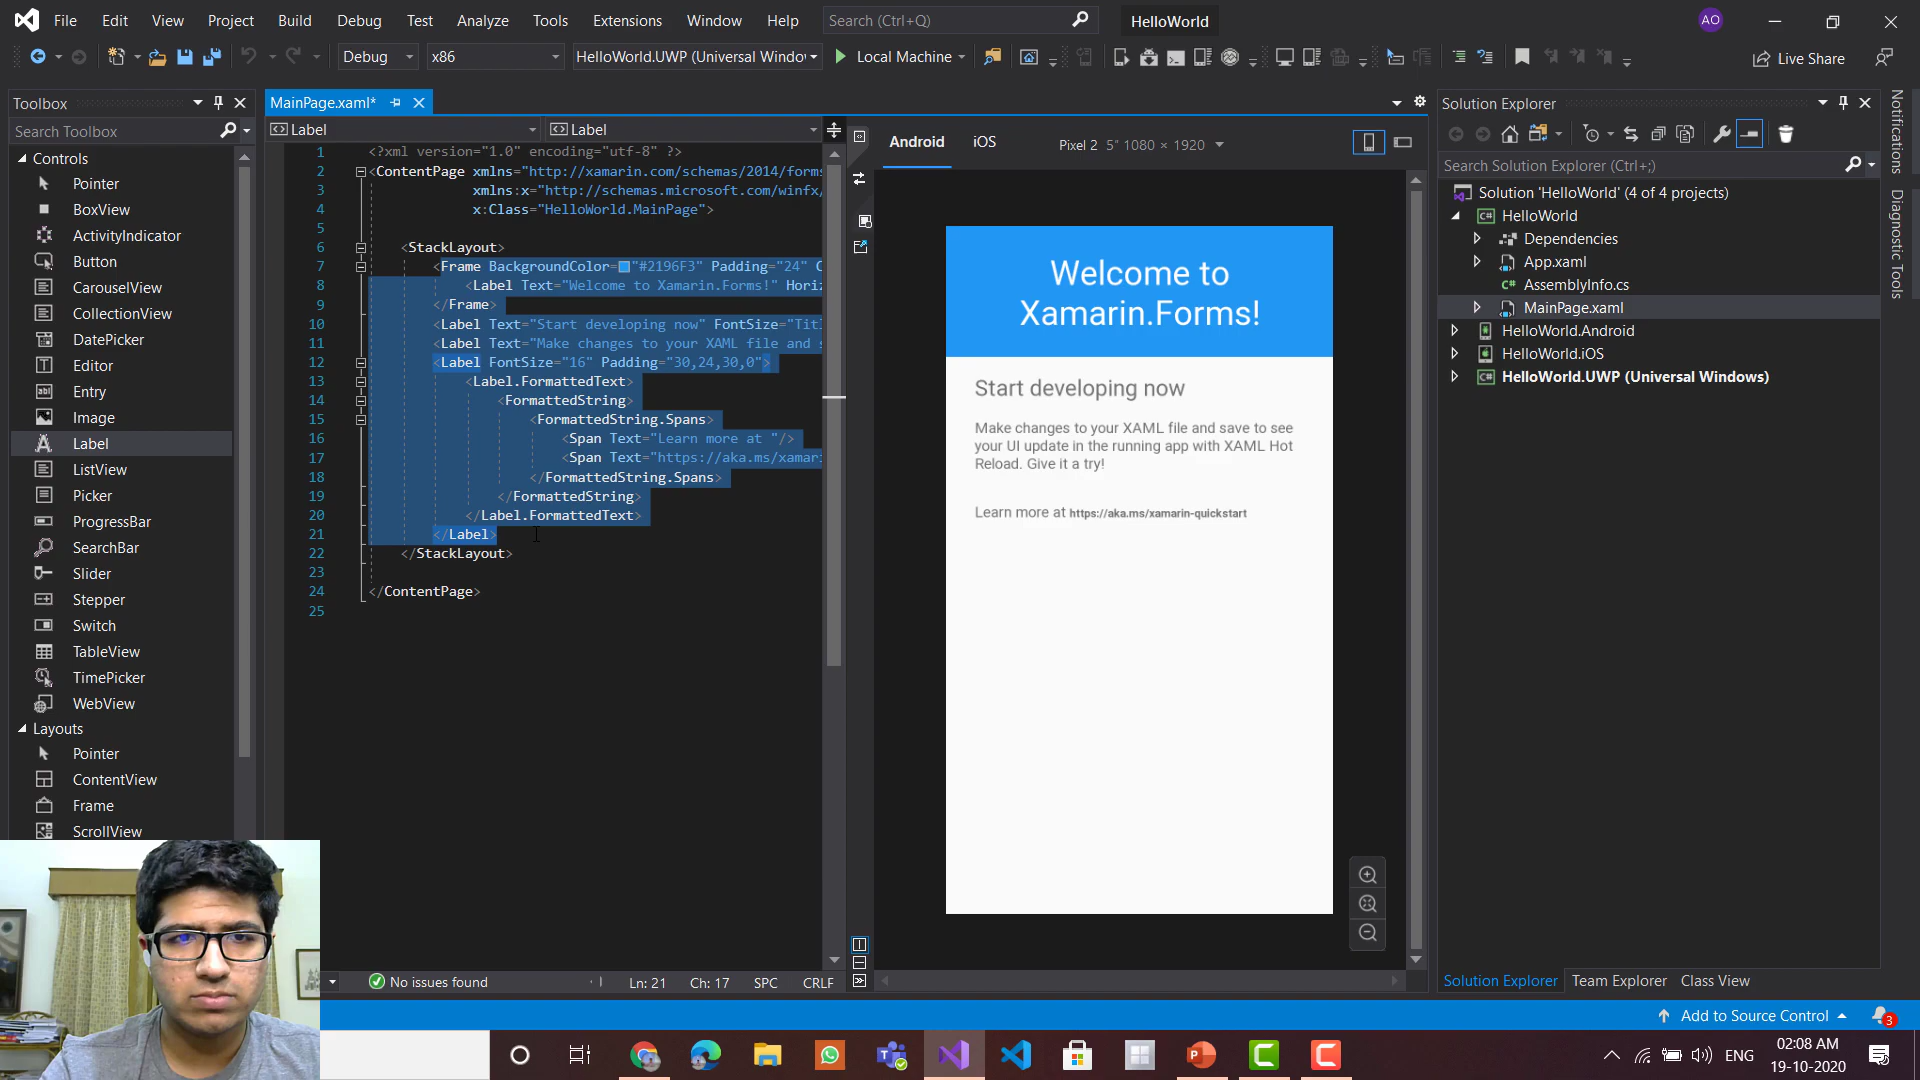 File Edit View Project Build Debug Test Analyze Tools Extensions Window Help Search (Ctrl+Q) HelloWorld AO
Debug x86 HelloWorld.UWP (Universal Windo Local Machine Live Share
Toolbox
Search Toolbox
Controls
Pointer
BoxView
ActivityIndicator
Button
CarouselView
CollectionView
DatePicker
Editor
Entry
Image
Label
ListView
Picker
ProgressBar
SearchBar
Slider
Stepper
Switch
TableView
TimePicker
WebView
Layouts
Pointer
ContentView
Frame
ScrollView
MainPage.xaml*
Label Label
1 <?xml version="1.0" encoding="utf-8" ?>
2 <ContentPage xmlns="http://xamarin.com/schemas/2014/forms
3 xmlns:x="http://schemas.microsoft.com/winfx/
4 x:Class="HelloWorld.MainPage">
5
6 <StackLayout>
7 <Frame BackgroundColor="#2196F3" Padding="24" C
8 <Label Text="Welcome to Xamarin.Forms!" Horiz
9 </Frame>
10 <Label Text="Start developing now" FontSize="Titl
11 <Label Text="Make changes to your XAML file and s
12 <Label FontSize="16" Padding="30,24,30,0">
13 <Label.FormattedText>
14 <FormattedString>
15 <FormattedString.Spans>
16 <Span Text="Learn more at "/>
17 <Span Text="https://aka.ms/xamari
18 </FormattedString.Spans>
19 </FormattedString>
20 </Label.FormattedText>
21 </Label>
22 </StackLayout>
23
24 </ContentPage>
25
No issues found Ln: 21 Ch: 17 SPC CRLF
Android iOS Pixel 2 5" 1080 × 1920
Welcome to
Xamarin.Forms!
Start developing now
Make changes to your XAML file and save to see
your UI update in the running app with XAML Hot
Reload. Give it a try!
Learn more at https://aka.ms/xamarin-quickstart
Solution Explorer
Search Solution Explorer (Ctrl+;)
Solution 'HelloWorld' (4 of 4 projects)
HelloWorld
Dependencies
App.xaml
AssemblyInfo.cs
MainPage.xaml
HelloWorld.Android
HelloWorld.iOS
HelloWorld.UWP (Universal Windows)
Solution Explorer Team Explorer Class View
Notifications
Diagnostic Tools
Add to Source Control 3
ENG 02:08 AM
19-10-2020